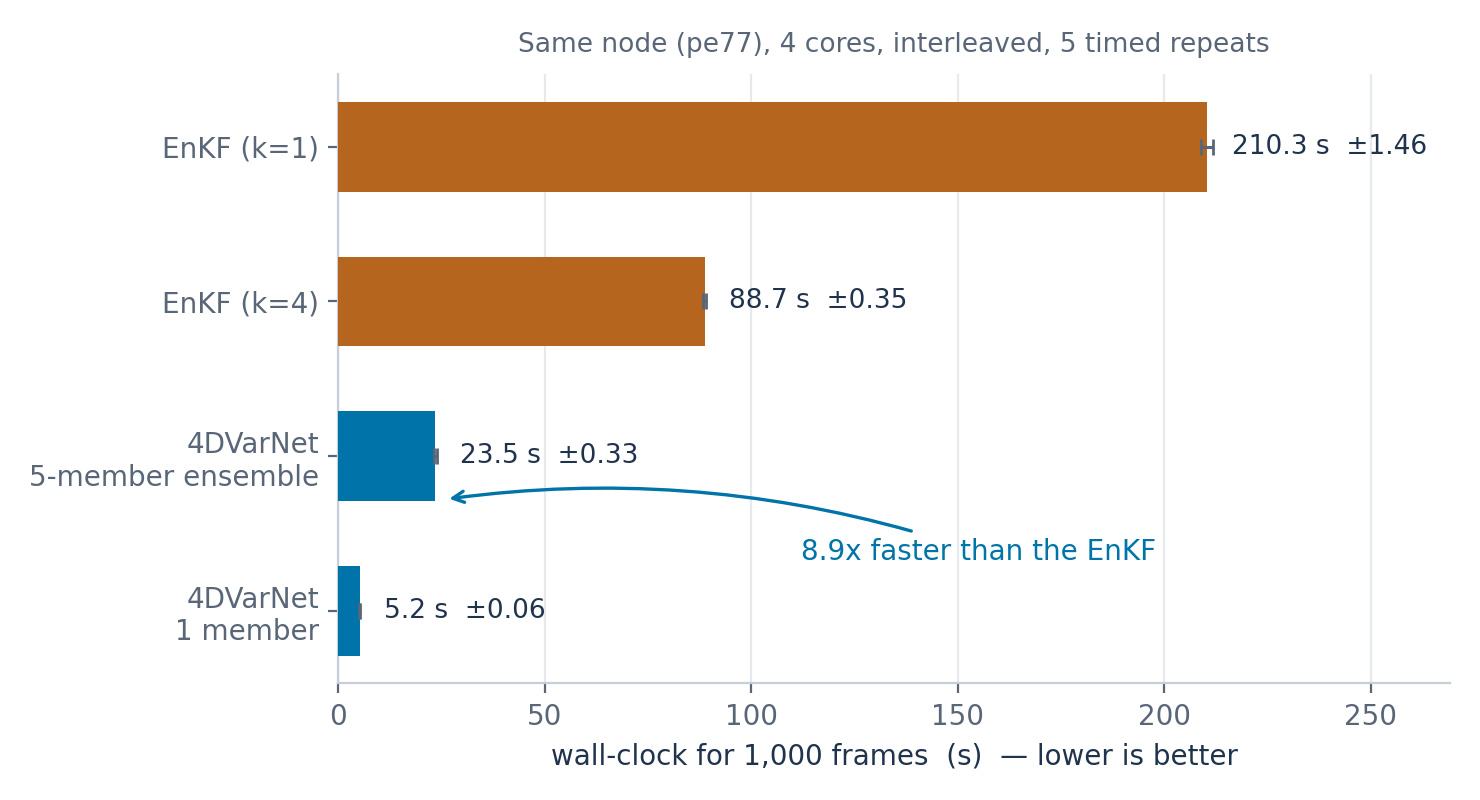 Same node (pe77), 4 cores, interleaved, 5 timed repeats
EnKF (k=1)
210.3 s ±1.46
EnKF (k=4)
88.7 s ±0.35
4DVarNet
5-member ensemble
23.5 s ±0.33
8.9x faster than the EnKF
4DVarNet
1 member
5.2 s ±0.06
0 50 100 150 200 250
wall-clock for 1,000 frames (s) — lower is better